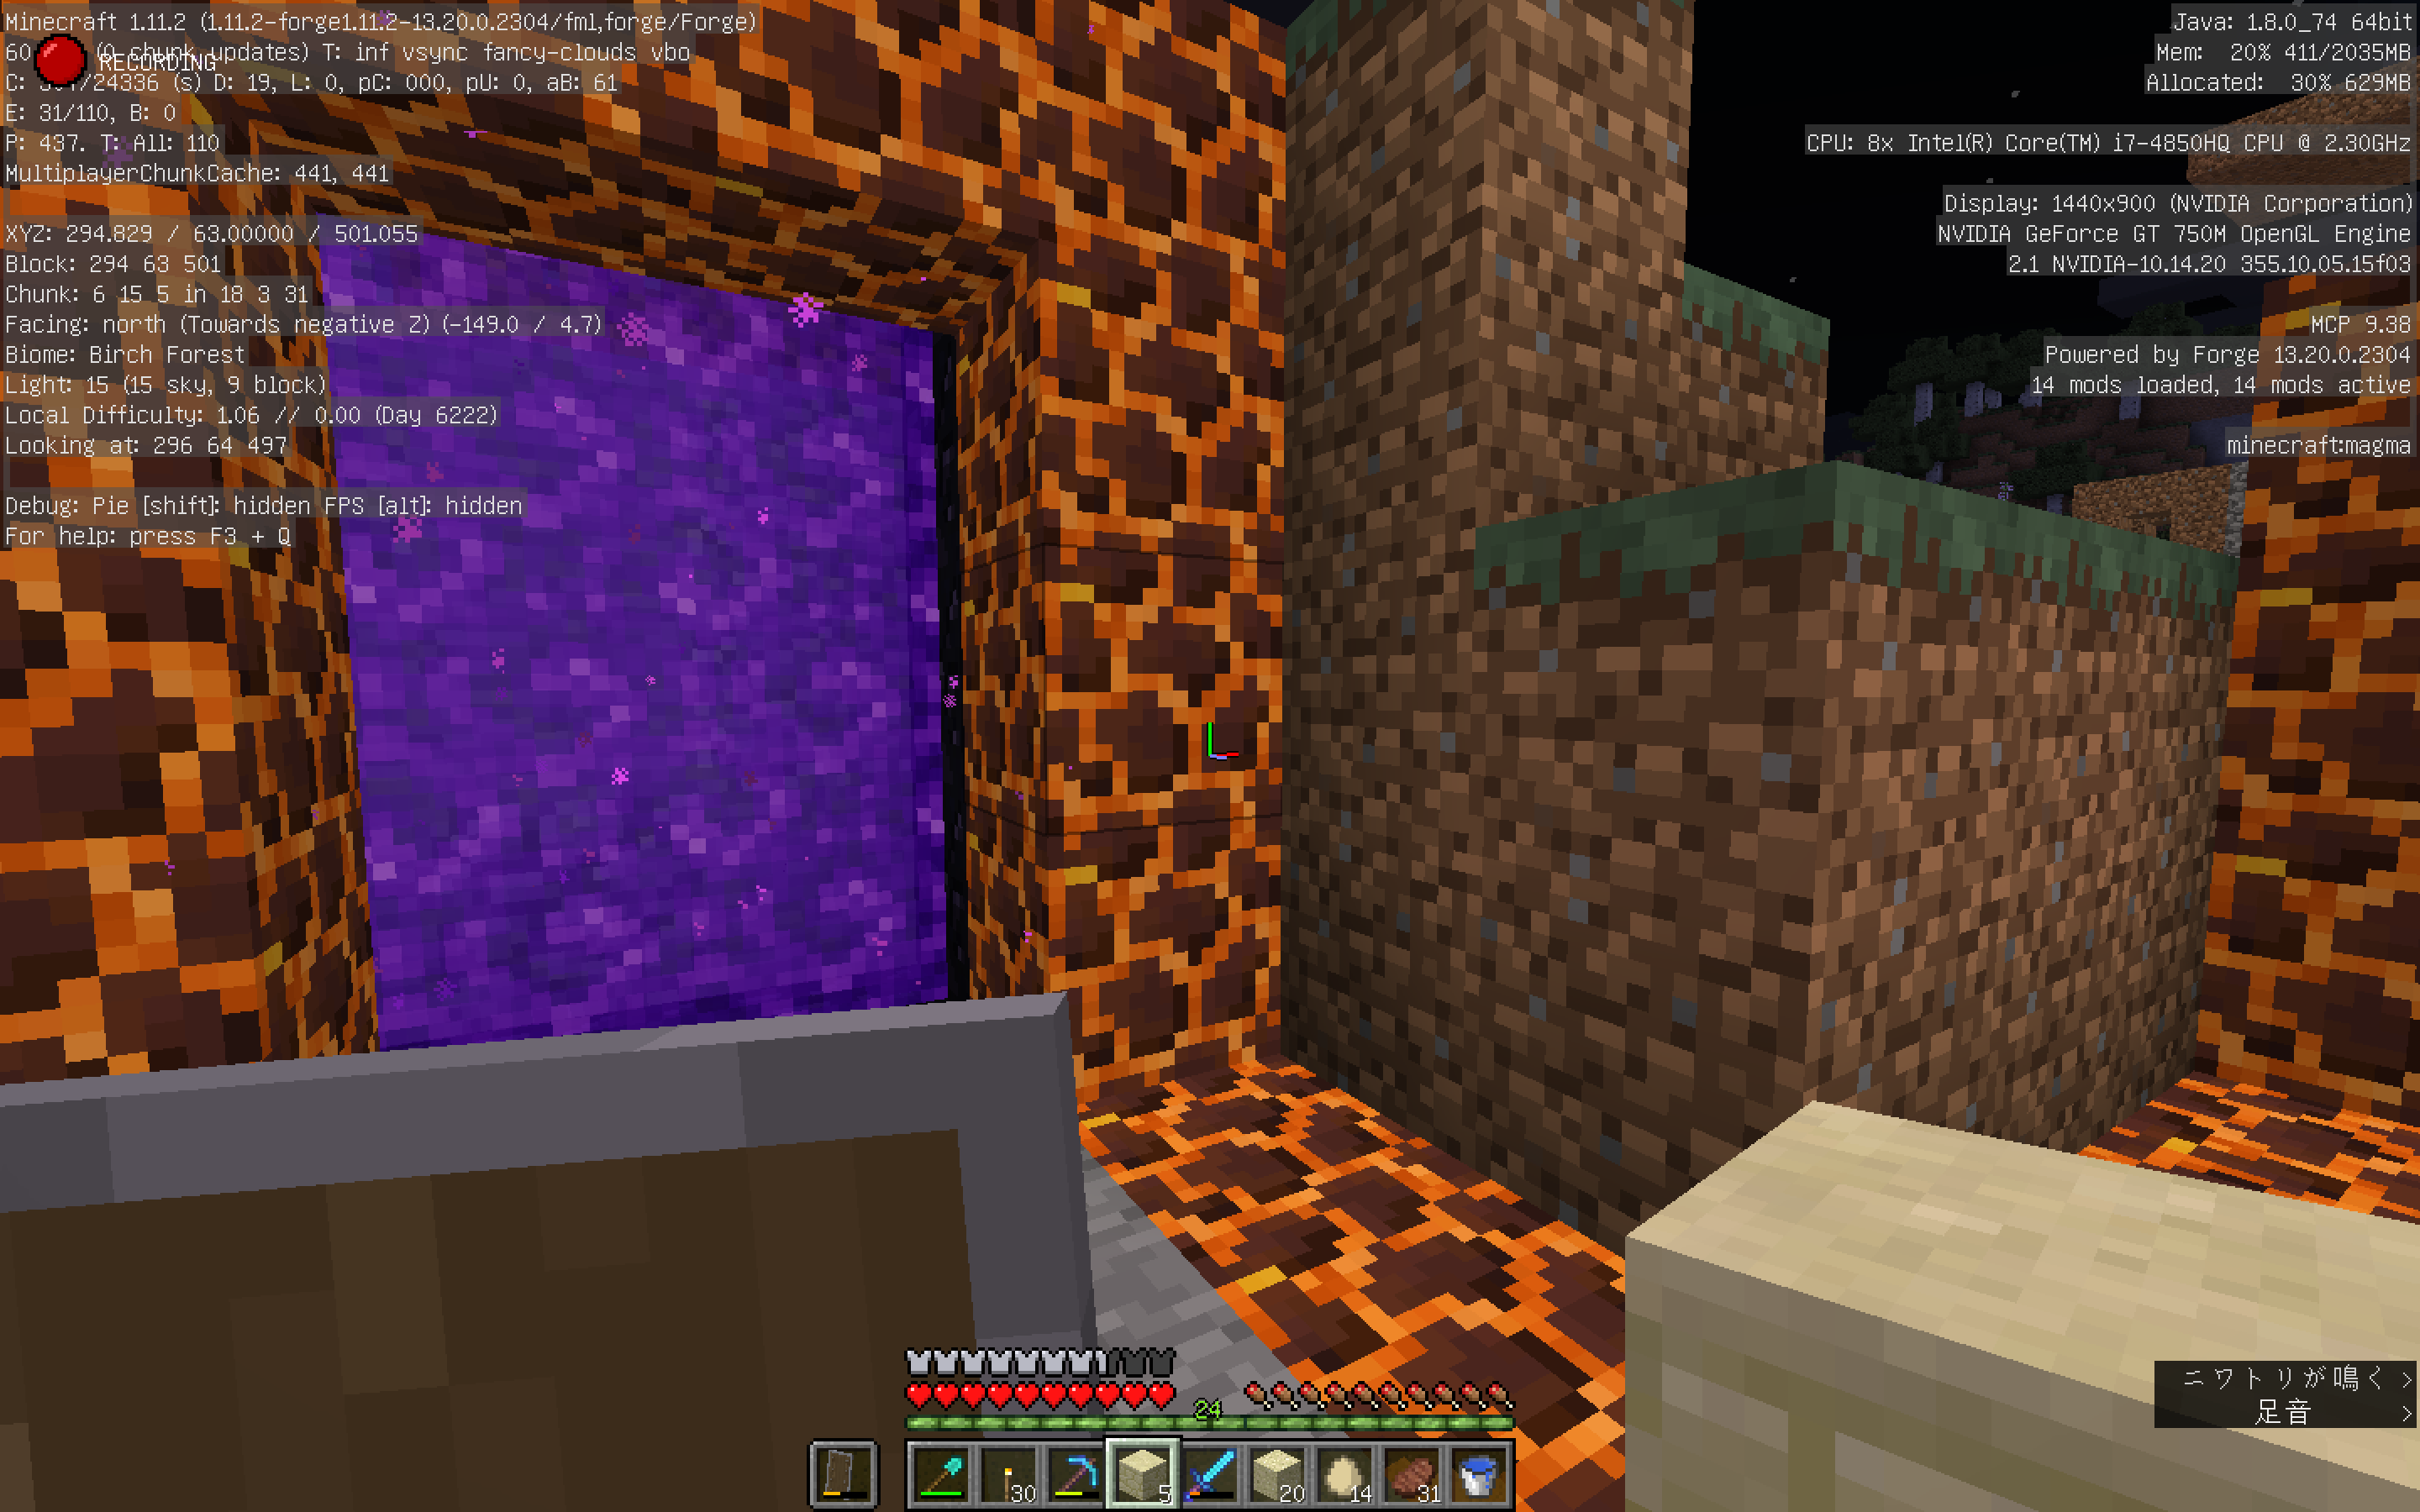 Minecraft 1.11.2 (1.11.2-forge1.11.2-13.20.0.2304/fml,forge/Forge)
60 (0 chunk updates) T: inf vsync fancy-clouds vbo
RECORDING
C: /24336 (s) D: 19, L: 0, pC: 000, pU: 0, aB: 61
E: 31/110, B: 0
P: 437. T: All: 110
MultiplayerChunkCache: 441, 441
XYZ: 294.829 / 63.00000 / 501.055
Block: 294 63 501
Chunk: 6 15 5 in 18 3 31
Facing: north (Towards negative Z) (-149.0 / 4.7)
Biome: Birch Forest
Light: 15 (15 sky, 9 block)
Local Difficulty: 1.06 // 0.00 (Day 6222)
Looking at: 296 64 497
Debug: Pie [shift]: hidden FPS [alt]: hidden
For help: press F3 + Q
Java: 1.8.0_74 64bit
Mem: 20% 411/2035MB
Allocated: 30% 629MB
CPU: 8x Intel(R) Core(TM) i7-4850HQ CPU @ 2.30GHz
Display: 1440x900 (NVIDIA Corporation)
NVIDIA GeForce GT 750M OpenGL Engine
2.1 NVIDIA-10.14.20 355.10.05.15f03
MCP 9.38
Powered by Forge 13.20.0.2304
14 mods loaded, 14 mods active
minecraft:magma
ニワトリが鳴く >
足音 >
24
30 5 20 14 31